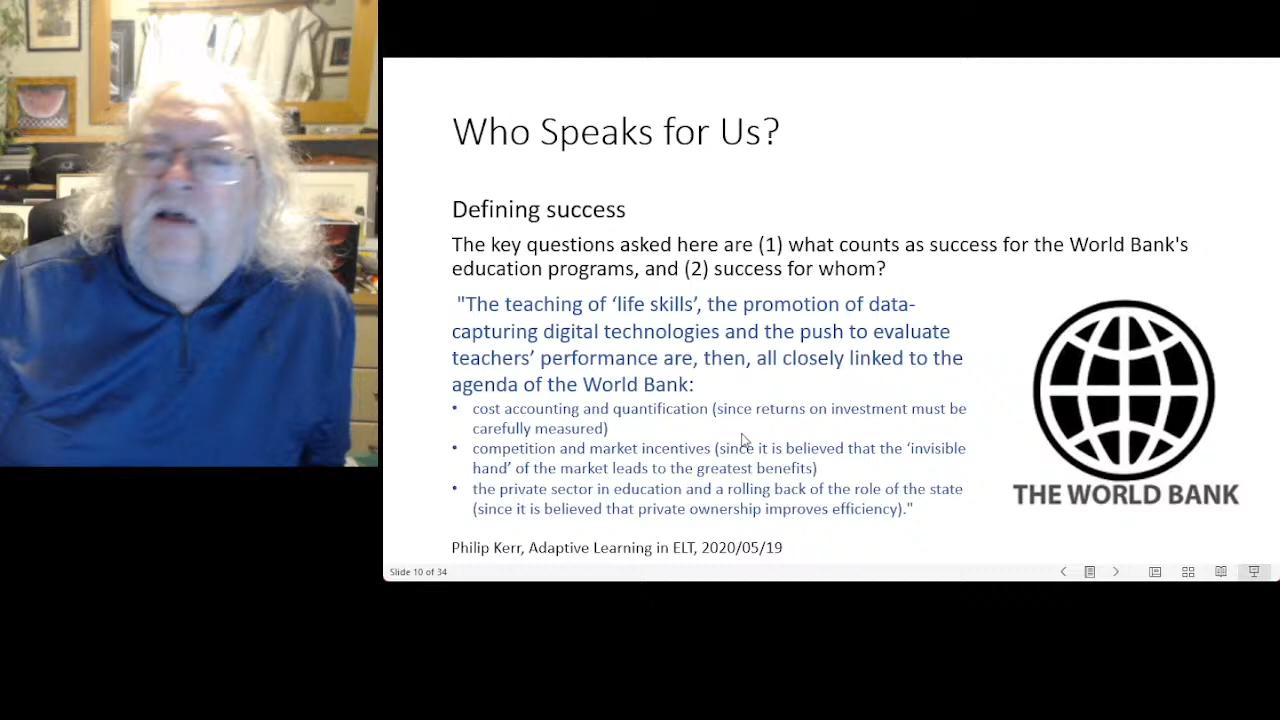 Who Speaks for Us?
Defining success
The key questions asked here are (1) what counts as success for the World Bank's
education programs, and (2) success for whom?
"The teaching of ‘life skills’, the promotion of data-
capturing digital technologies and the push to evaluate
teachers’ performance are, then, all closely linked to the
agenda of the World Bank:
• cost accounting and quantification (since returns on investment must be
carefully measured)
• competition and market incentives (since it is believed that the ‘invisible
hand’ of the market leads to the greatest benefits)
• the private sector in education and a rolling back of the role of the state
(since it is believed that private ownership improves efficiency)."
THE WORLD BANK
Philip Kerr, Adaptive Learning in ELT, 2020/05/19
Slide 10 of 34